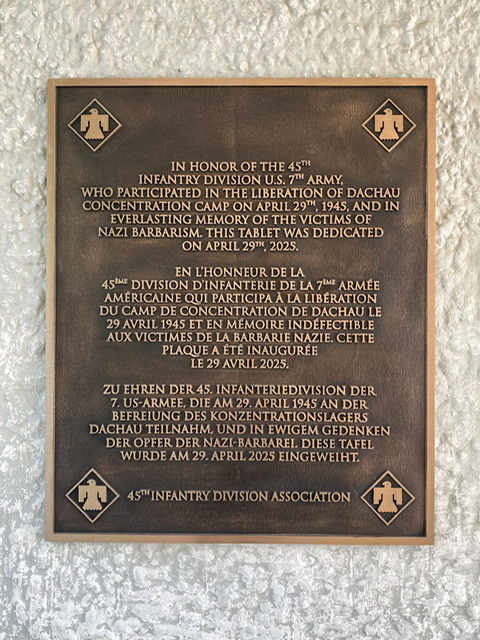 IN HONOR OF THE 45TH
INFANTRY DIVISION U.S. 7TH ARMY,
WHO PARTICIPATED IN THE LIBERATION OF DACHAU
CONCENTRATION CAMP ON APRIL 29TH, 1945, AND IN
EVERLASTING MEMORY OF THE VICTIMS OF
NAZI BARBARISM. THIS TABLET WAS DEDICATED
ON APRIL 29TH, 2025.
EN L'HONNEUR DE LA
45ÈME DIVISION D'INFANTERIE DE LA 7ÈME ARMÉE
AMÉRICAINE QUI PARTICIPA À LA LIBÉRATION
DU CAMP DE CONCENTRATION DE DACHAU LE
29 AVRIL 1945 ET EN MÉMOIRE INDÉFECTIBLE
AUX VICTIMES DE LA BARBARIE NAZIE. CETTE
PLAQUE A ÉTÉ INAUGURÉE
LE 29 AVRIL 2025.
ZU EHREN DER 45. INFANTERIEDIVISION DER
7. US-ARMEE, DIE AM 29. APRIL 1945 AN DER
BEFREIUNG DES KONZENTRATIONSLAGERS
DACHAU TEILNAHM, UND IN EWIGEM GEDENKEN
DER OPFER DER NAZI-BARBAREI. DIESE TAFEL
WURDE AM 29. APRIL 2025 EINGEWEIHT.
45TH INFANTRY DIVISION ASSOCIATION